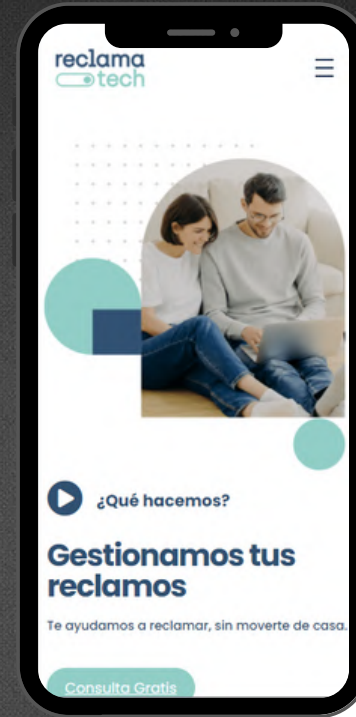 reclama
tech
¿Qué hacemos?
Gestionamos tus
reclamos
Te ayudamos a reclamar, sin moverte de casa.
Consulta Gratis